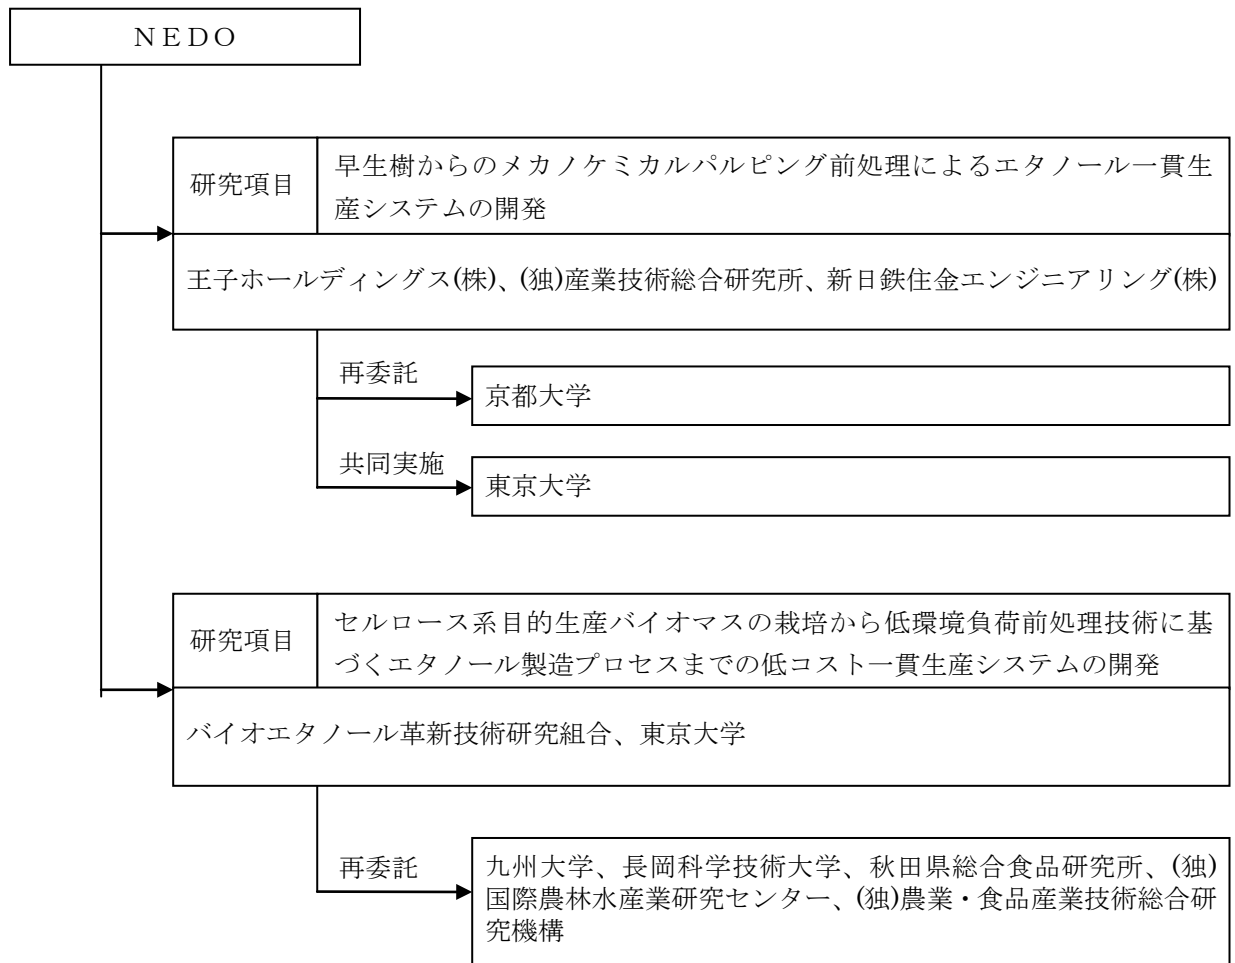 ＮＥＤＯ
研究項目
早生樹からのメカノケミカルパルピング前処理によるエタノール一貫生
産システムの開発
王子ホールディングス(株)、(独)産業技術総合研究所、新日鉄住金エンジニアリング(株)
再委託
京都大学
共同実施
東京大学
研究項目
セルロース系目的生産バイオマスの栽培から低環境負荷前処理技術に基
づくエタノール製造プロセスまでの低コスト一貫生産システムの開発
バイオエタノール革新技術研究組合、東京大学
再委託
九州大学、長岡科学技術大学、秋田県総合食品研究所、(独)
国際農林水産業研究センター、(独)農業・食品産業技術総合研
究機構